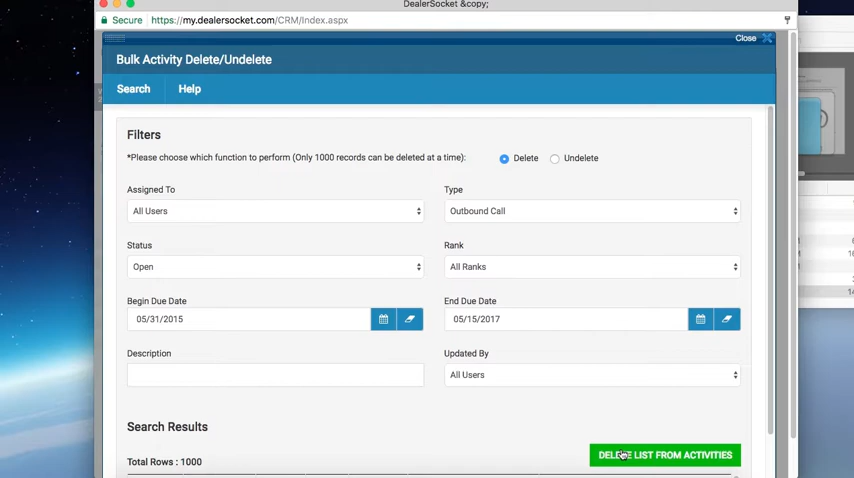 DealerSocket &copy;
Secure https://my.dealersocket.com/CRM/Index.aspx
Close
Bulk Activity Delete/Undelete
Search Help
Filters
*Please choose which function to perform (Only 1000 records can be deleted at a time): Delete Undelete
Assigned To Type
All Users Outbound Call
Status Rank
Open All Ranks
Begin Due Date End Due Date
05/31/2015 05/15/2017
Description Updated By
All Users
Search Results
Total Rows : 1000 DELETE LIST FROM ACTIVITIES